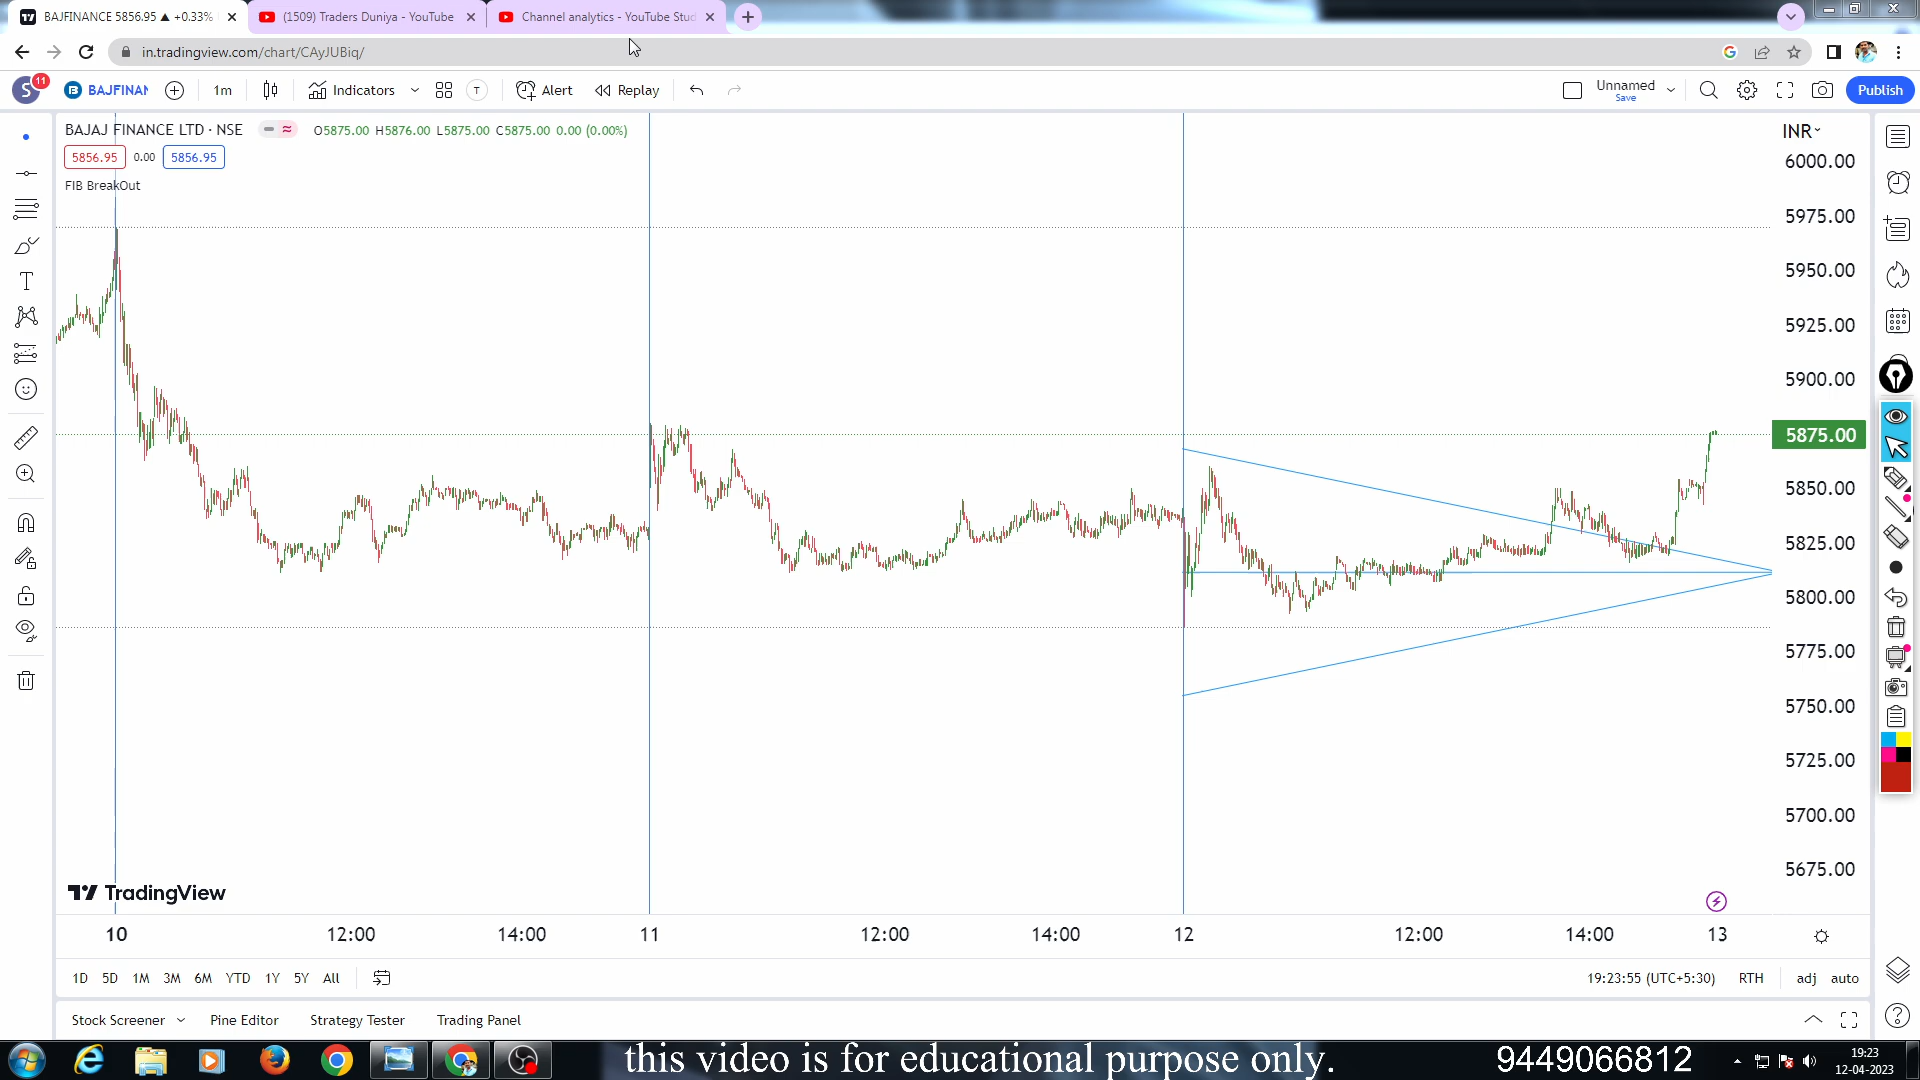 BAJFINANCE 5856.95 ▲ +0.33%
(1509) Traders Duniya - YouTube
Channel analytics - YouTube Stud
in.tradingview.com/chart/CAyJUBiq/
S 11
BAJFINAN
1m
Indicators
T
Alert
Replay
Unnamed
Save
Publish
BAJAJ FINANCE LTD · NSE
O5875.00 H5876.00 L5875.00 C5875.00 0.00 (0.00%)
5856.95 0.00 5856.95
FIB BreakOut
INR
6000.00
5975.00
5950.00
5925.00
5900.00
5875.00
5850.00
5825.00
5800.00
5775.00
5750.00
5725.00
5700.00
5675.00
TradingView
10 12:00 14:00 11 12:00 14:00 12 12:00 14:00 13
1D 5D 1M 3M 6M YTD 1Y 5Y All
19:23:55 (UTC+5:30) RTH adj auto
Stock Screener Pine Editor Strategy Tester Trading Panel
this video is for educational purpose only.
9449066812
19:23
12-04-2023